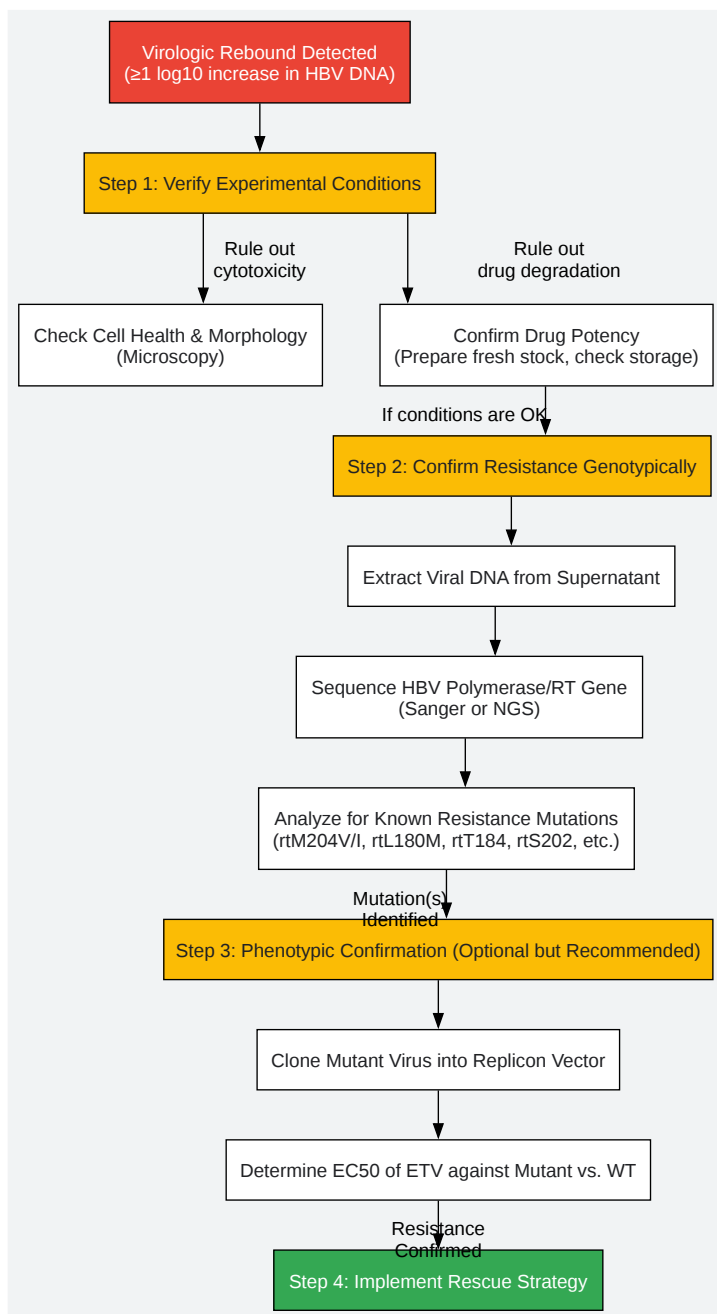 Virologic Rebound Detected
(≥1 log10 increase in HBV DNA)
Step 1: Verify Experimental Conditions
Rule out
cytotoxicity
Rule out
drug degradation
Check Cell Health & Morphology
(Microscopy)
Confirm Drug Potency
(Prepare fresh stock, check storage)
If conditions are OK
Step 2: Confirm Resistance Genotypically
Extract Viral DNA from Supernatant
Sequence HBV Polymerase/RT Gene
(Sanger or NGS)
Analyze for Known Resistance Mutations
(rtM204V/I, rtL180M, rtT184, rtS202, etc.)
Mutation(s)
Identified
Step 3: Phenotypic Confirmation (Optional but Recommended)
Clone Mutant Virus into Replicon Vector
Determine EC50 of ETV against Mutant vs. WT
Resistance
Confirmed
Step 4: Implement Rescue Strategy